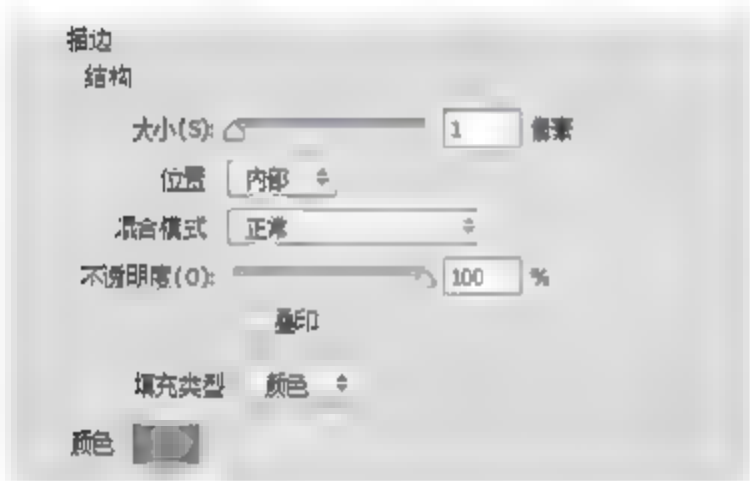 描边
结构
大小(S): 1 像素
位置 内部
混合模式 正常
不透明度(O): 100 %
叠印
填充类型 颜色
颜色